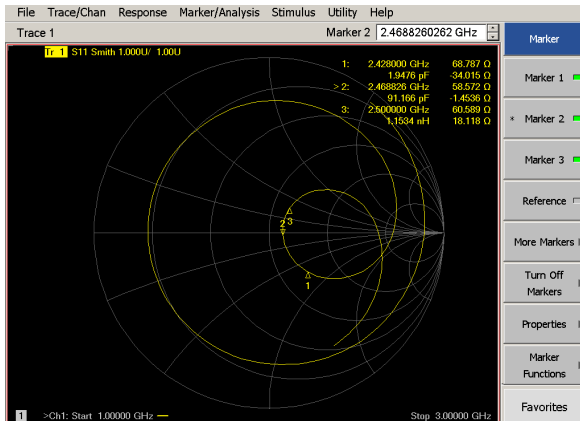 File Trace/Chan Response Marker/Analysis Stimulus Utility Help
Trace 1 Marker 2 2.4688260262 GHz
Tr 1 S11 Smith 1.000U/ 1.00U
1: 2.428000 GHz 68.787 Ω
1.9476 pF -34.015 Ω
> 2: 2.468826 GHz 58.572 Ω
91.166 pF -1.4536 Ω
3: 2.500000 GHz 60.589 Ω
1.1534 nH 18.118 Ω
2
3
1
1 >Ch1: Start 1.00000 GHz Stop 3.00000 GHz
Marker
Marker 1
* Marker 2
Marker 3
Reference
More Markers
Turn Off
Markers
Properties
Marker
Functions
Favorites